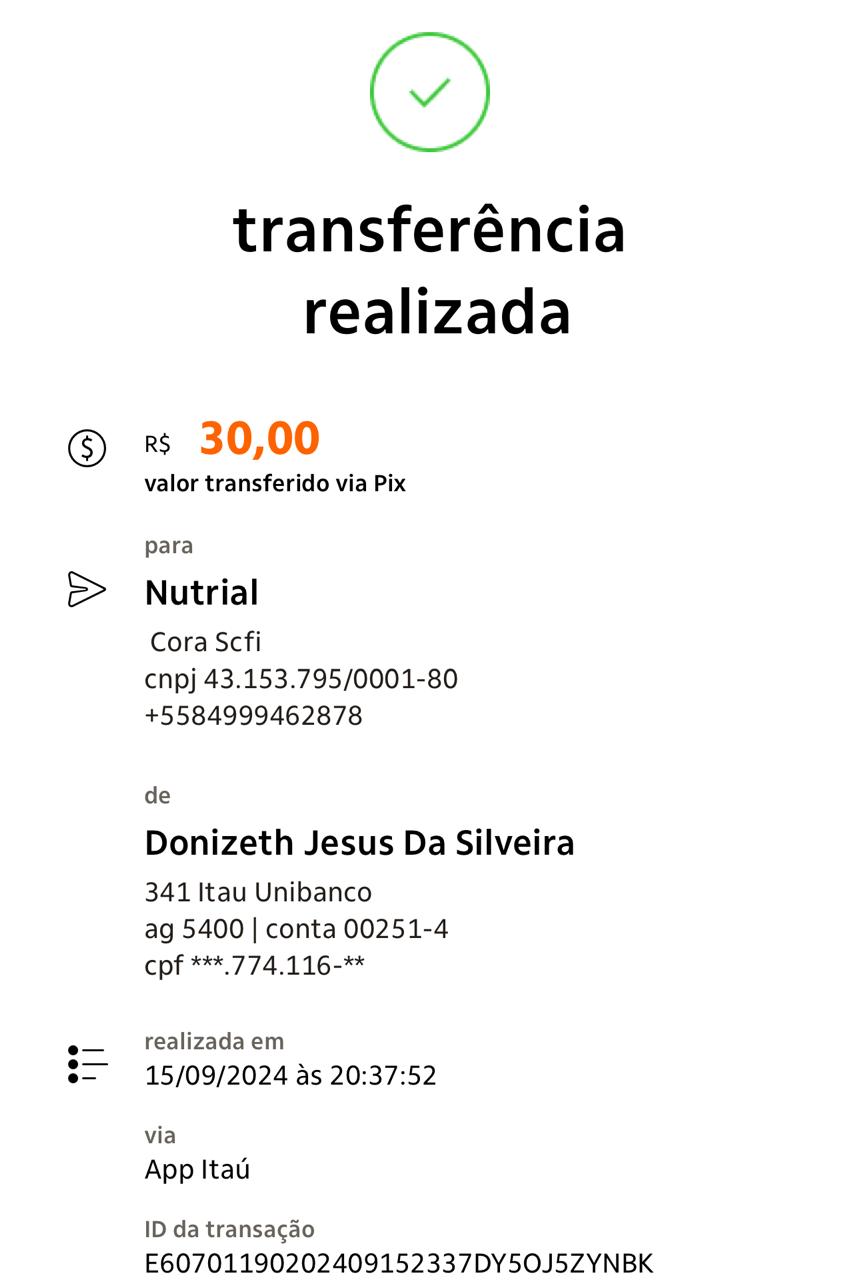 transferência
realizada
R$ 30,00
valor transferido via Pix
para
Nutrial
Cora Scfi
cnpj 43.153.795/0001-80
+5584999462878
de
Donizeth Jesus Da Silveira
341 Itau Unibanco
ag 5400 | conta 00251-4
cpf ***.774.116-**
realizada em
15/09/2024 às 20:37:52
via
App Itaú
ID da transação
E60701190202409152337DY5OJ5ZYNBK